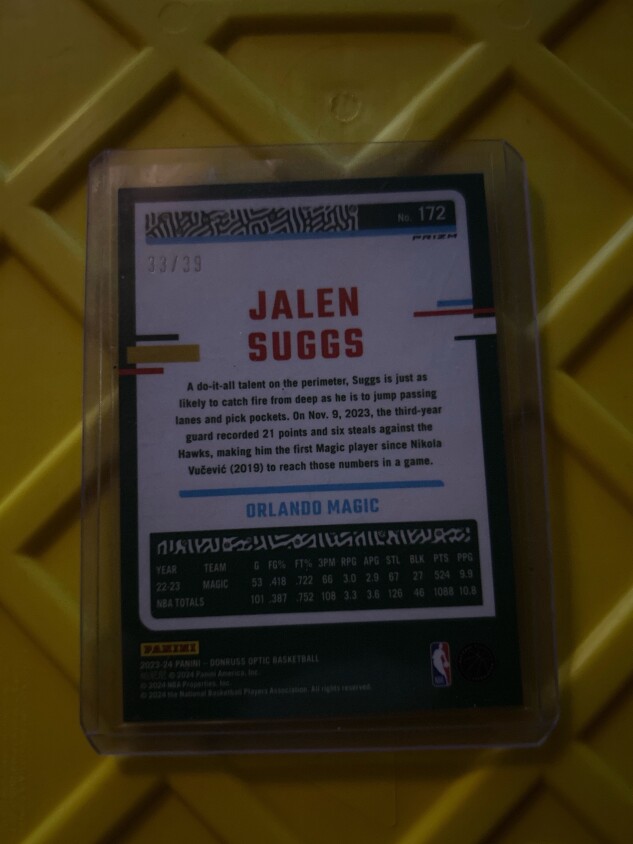 No. 172
PRIZM
33/39
JALEN
SUGGS
A do-it-all talent on the perimeter, Suggs is just as
likely to catch fire from deep as he is to jump passing
lanes and pick pockets. On Nov. 9, 2023, the third-year
guard recorded 21 points and six steals against the
Hawks, making him the first Magic player since Nikola
Vučević (2019) to reach those numbers in a game.
ORLANDO MAGIC
YEAR TEAM G FG% FT% 3PM RPG APG STL BLK PTS PPG
22-23 MAGIC 53 .418 .722 66 3.0 2.9 67 27 524 9.9
NBA TOTALS 101 .387 .752 108 3.3 3.6 126 46 1088 10.8
PANINI
2023-24 PANINI - DONRUSS OPTIC BASKETBALL
© 2024 Panini America, Inc.
© 2024 NBA Properties, Inc.
© 2024 the National Basketball Players Association. All rights reserved.